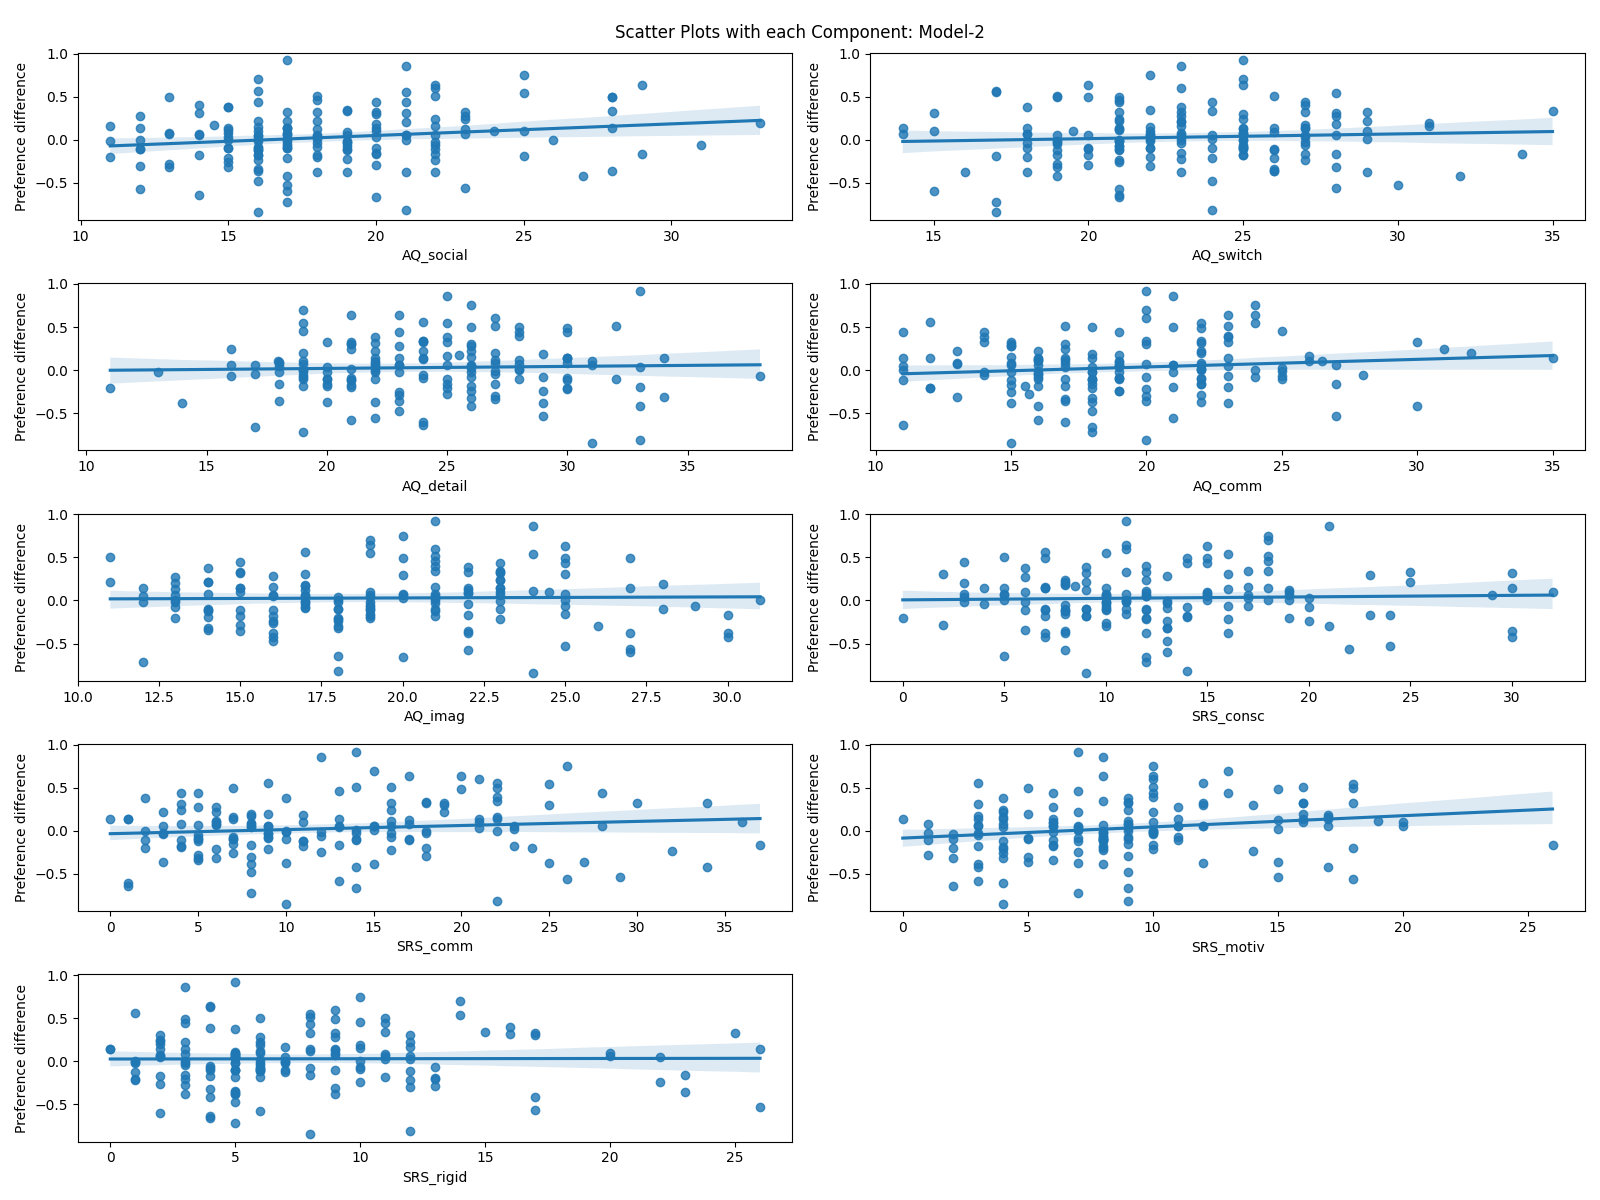 Scatter Plots with each Component: Model-2
1.0
0.5
0.0
−0.5
Preference difference
10 15 20 25 30
AQ_social
1.0
0.5
0.0
−0.5
Preference difference
15 20 25 30 35
AQ_switch
1.0
0.5
0.0
−0.5
Preference difference
10 15 20 25 30 35
AQ_detail
1.0
0.5
0.0
−0.5
Preference difference
10 15 20 25 30 35
AQ_comm
1.0
0.5
0.0
−0.5
Preference difference
10.0 12.5 15.0 17.5 20.0 22.5 25.0 27.5 30.0
AQ_imag
1.0
0.5
0.0
−0.5
Preference difference
0 5 10 15 20 25 30
SRS_consc
1.0
0.5
0.0
−0.5
Preference difference
0 5 10 15 20 25 30 35
SRS_comm
1.0
0.5
0.0
−0.5
Preference difference
0 5 10 15 20 25
SRS_motiv
1.0
0.5
0.0
−0.5
Preference difference
0 5 10 15 20 25
SRS_rigid